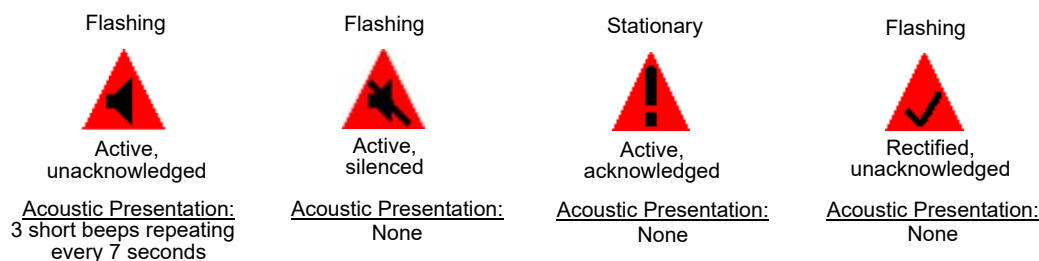 Flashing
Active,
unacknowledged
Acoustic Presentation:
3 short beeps repeating
every 7 seconds
Flashing
Active,
silenced
Acoustic Presentation:
None
Stationary
Active,
acknowledged
Acoustic Presentation:
None
Flashing
Rectified,
unacknowledged
Acoustic Presentation:
None